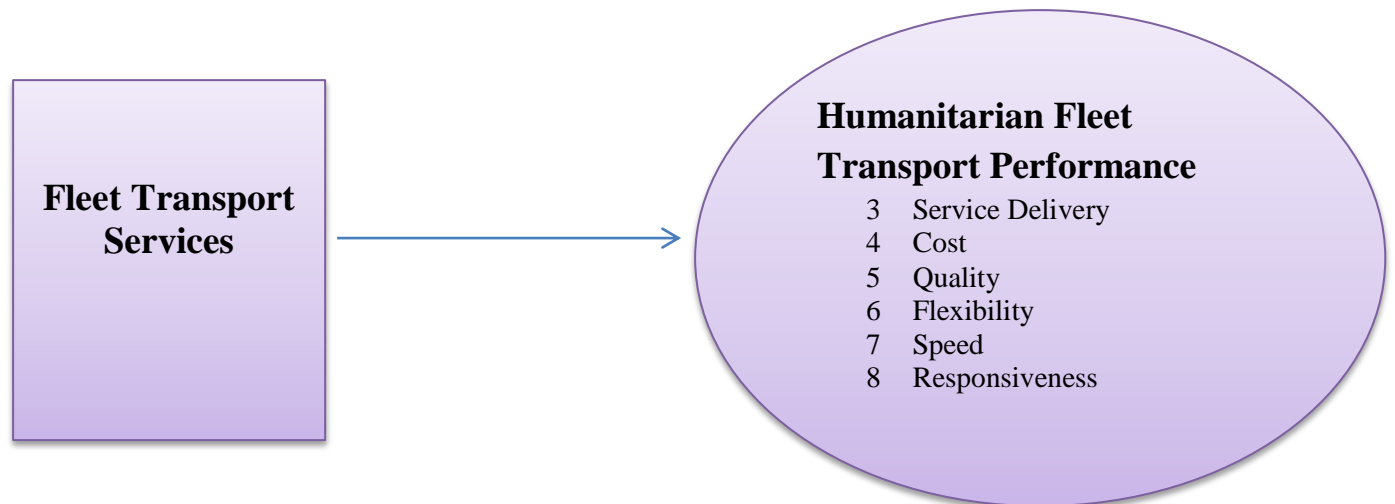 Fleet Transport
Services
Humanitarian Fleet
Transport Performance
3 Service Delivery
4 Cost
5 Quality
6 Flexibility
7 Speed
8 Responsiveness